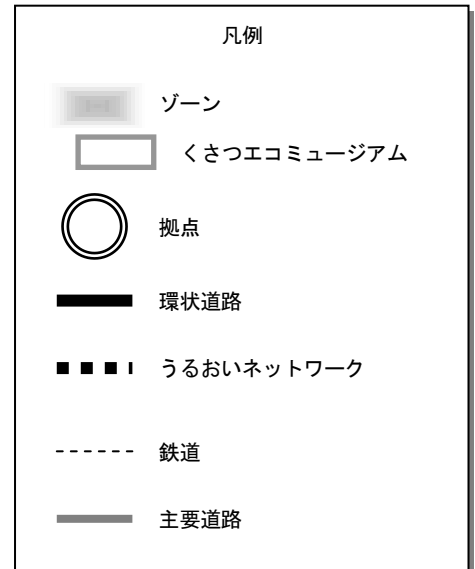 凡例
ゾーン
くさつエコミュージアム
拠点
環状道路
うるおいネットワーク
鉄道
主要道路